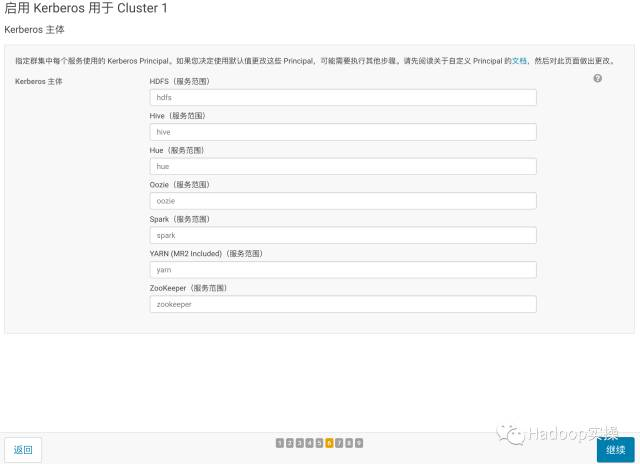 启用 Kerberos 用于 Cluster 1
Kerberos 主体
指定群集中每个服务使用的 Kerberos Principal。如果您决定使用默认值更改这些 Principal，可能需要执行其他步骤。请先阅读关于自定义 Principal 的文档，然后对此页面做出更改。
Kerberos 主体
HDFS（服务范围）
?
hdfs
Hive（服务范围）
hive
Hue（服务范围）
hue
Oozie（服务范围）
oozie
Spark（服务范围）
spark
YARN (MR2 Included)（服务范围）
yarn
ZooKeeper（服务范围）
zookeeper
返回
1 2 3 4 5 6 7 8 9
Hadoop实操
继续